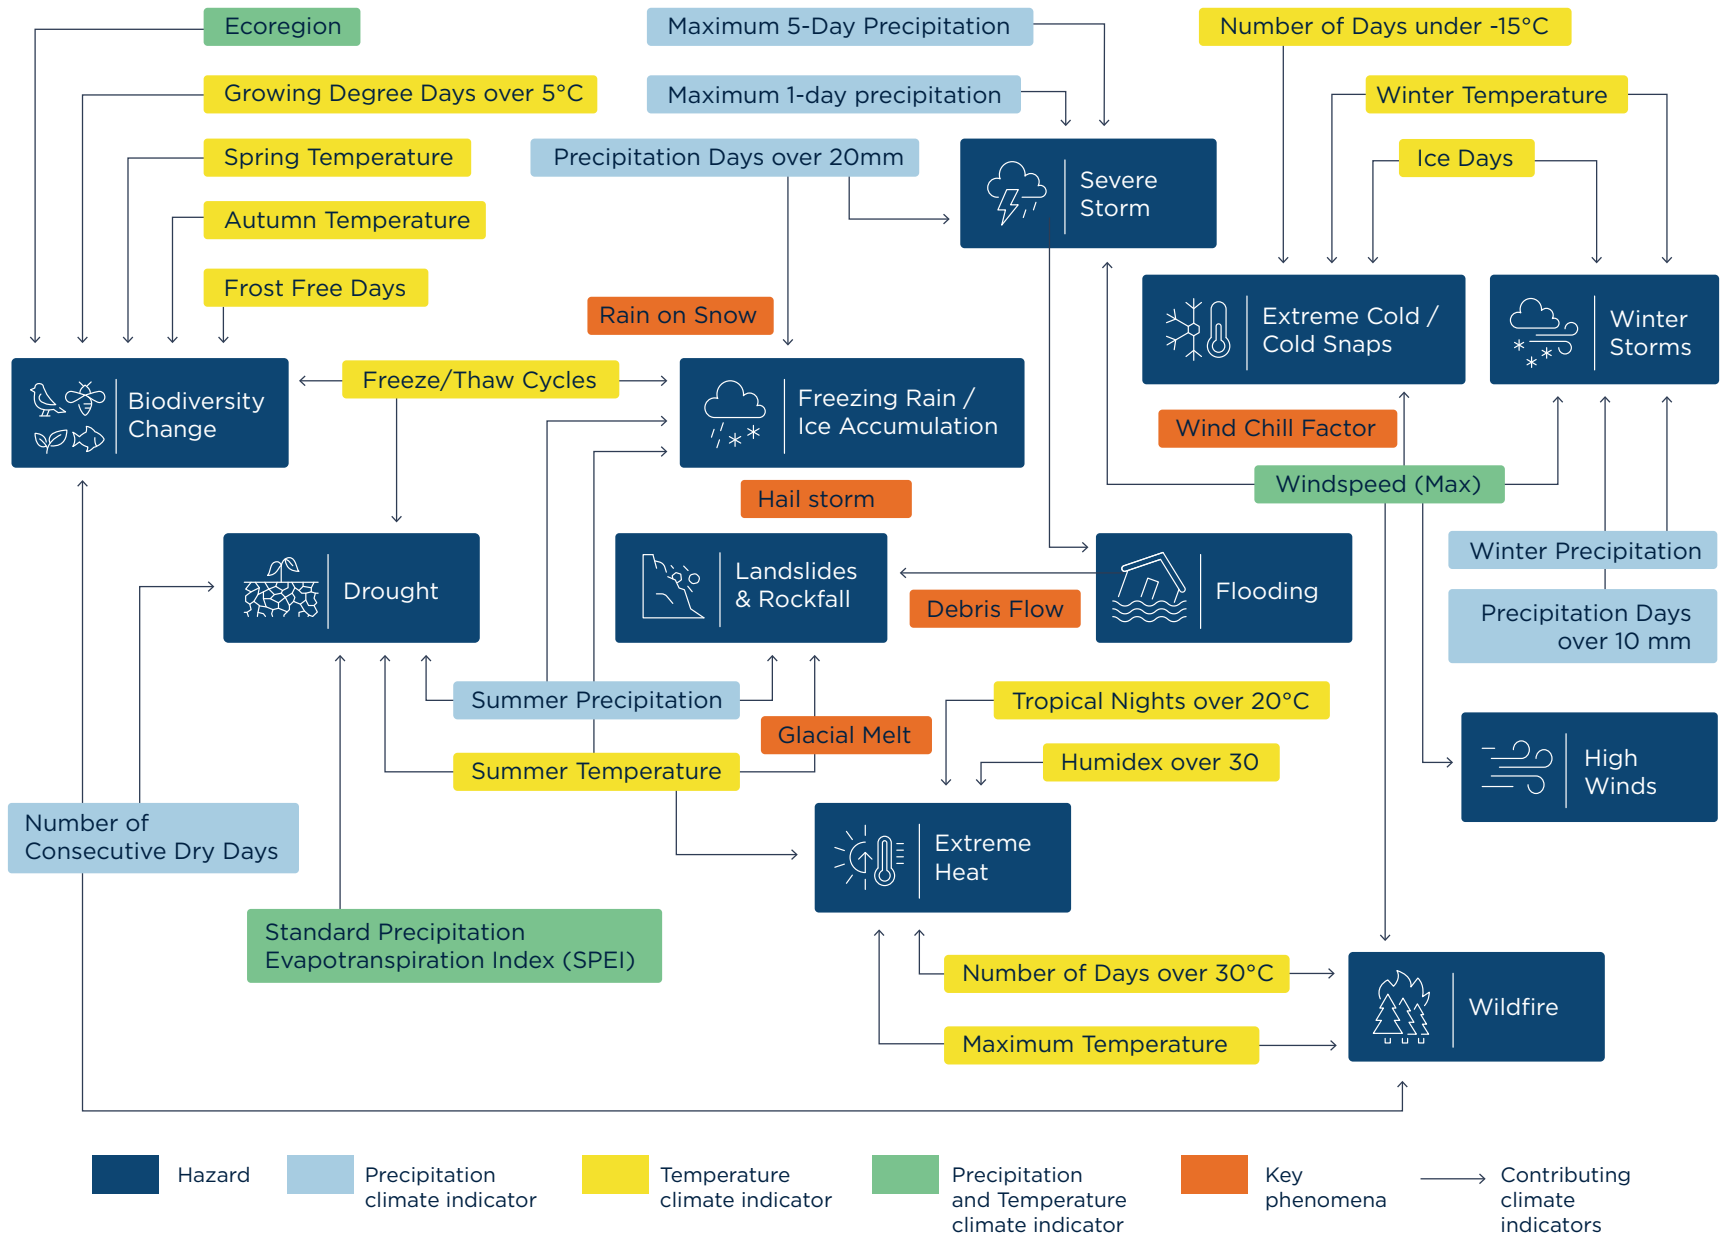 Ecoregion
Maximum 5-Day Precipitation
Number of Days under -15°C
Growing Degree Days over 5°C
Maximum 1-day precipitation
Winter Temperature
Spring Temperature
Precipitation Days over 20mm
Ice Days
Severe
Storm
Autumn Temperature
Frost Free Days
Rain on Snow
Extreme Cold /
Cold Snaps
Winter
Storms
Biodiversity
Change
Freeze/Thaw Cycles
Freezing Rain /
Ice Accumulation
Wind Chill Factor
Windspeed (Max)
Hail storm
Drought
Landslides
& Rockfall
Debris Flow
Flooding
Winter Precipitation
Precipitation Days
over 10 mm
Summer Precipitation
Tropical Nights over 20°C
Glacial Melt
Summer Temperature
Humidex over 30
High
Winds
Number of
Consecutive Dry Days
Extreme
Heat
Standard Precipitation
Evapotranspiration Index (SPEI)
Number of Days over 30°C
Wildfire
Maximum Temperature
Hazard
Precipitation
climate indicator
Temperature
climate indicator
Precipitation
and Temperature
climate indicator
Key
phenomena
Contributing
climate
indicators